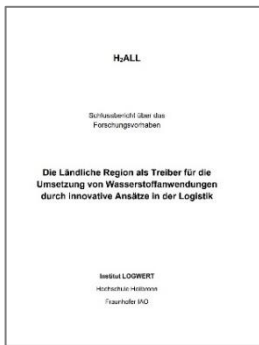 H₂ALL
Schlussbericht über das
Forschungsvorhaben
Die Ländliche Region als Treiber für die
Umsetzung von Wasserstoffanwendungen
durch innovative Ansätze in der Logistik
Institut LOGWERT
Hochschule Heilbronn
Fraunhofer IAO